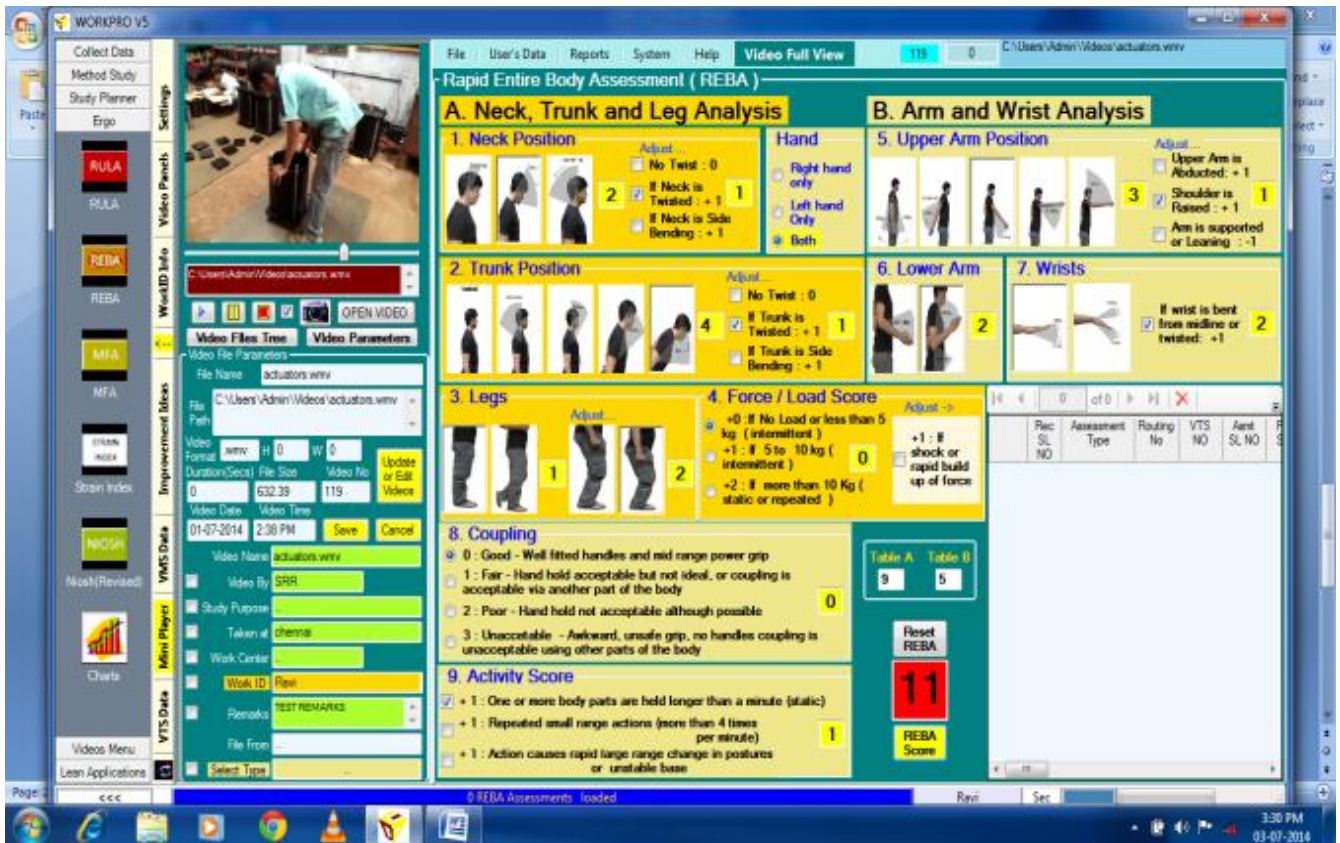 WORKPRO V5
Collect Data
Method Study
Study Planner
Ergo
RULA
RULA
REBA
REBA
MFA
MFA
STRAIN INDEX
Strain Index
NIOSH
Niosh(Revised)
Charts
Videos Menu
Lean Applications
<<<
Settings
Video Panels
WorkID Info
<--
Improvement Ideas
VMS Data
Mini Player
VTS Data
C:\Users\Admin\Videos\actuators.wmv
OPEN VIDEO
Video Files Tree Video Parameters
Video File Parameters
File Name actuators.wmv
File Path C:\Users\Admin\Videos\actuators.wmv
Video Format .wmv H 0 W 0
Update or Edit Videos
Duration(Secs) File Size Video No
0 632.39 119
Video Date Video Time
01-07-2014 2:38 PM Save Cancel
Video Name actuators.wmv
Video By SRR
Study Purpose ..
Taken at chennai
Work Center ..
Work ID Ravi
Remarks TEST REMARKS
File From ..
Select Type ..
File User's Data Reports System Help Video Full View 119 0 C:\Users\Admin\Videos\actuators.wmv
Rapid Entire Body Assessment ( REBA )
A. Neck, Trunk and Leg Analysis
1. Neck Position
Adjust...
No Twist : 0
2
If Neck is Twisted : + 1
1
If Neck is Side Bending : + 1
Hand
Right hand only
Left hand Only
Both
2. Trunk Position
Adjust...
No Twist : 0
4
If Trunk is Twisted : + 1
1
If Trunk is Side Bending : + 1
3. Legs
Adjust...
1
2
4. Force / Load Score
Adjust ->
+0 :If No Load or less than 5 kg ( intermittent )
+1 : If 5 to 10 kg ( intermittent )
0
+2 : If more than 10 Kg ( static or repeated )
+1 : If shock or rapid build up of force
B. Arm and Wrist Analysis
5. Upper Arm Position
Adjust...
Upper Arm is Abducted: + 1
3
Shoulder is Raised : + 1
1
Arm is supported or Leaning : -1
6. Lower Arm
2
7. Wrists
If wrist is bent from midline or twisted: +1
2
8. Coupling
0 : Good - Well fitted handles and mid range power grip
1 : Fair - Hand hold acceptable but not ideal, or coupling is
acceptable via another part of the body
2 : Poor - Hand hold not acceptable although possible
0
3 : Unaccetable - Awkward, unsafe grip, no handles coupling is
unacceptable using other parts of the body
9. Activity Score
+ 1 : One or more body parts are held longer than a minute (static)
+ 1 : Repeated small range actions (more than 4 times
per minute)
1
+ 1 : Action causes rapid large range change in postures
or unstable base
Table A Table B
9 5
Reset REBA
11
REBA Score
0 of 0
Rec SL NO Assessment Type Routing No VTS NO Asmt SL NO
0 REBA Assessments loaded Ravi Sec
Paste
Page:
3:30 PM
03-07-2014